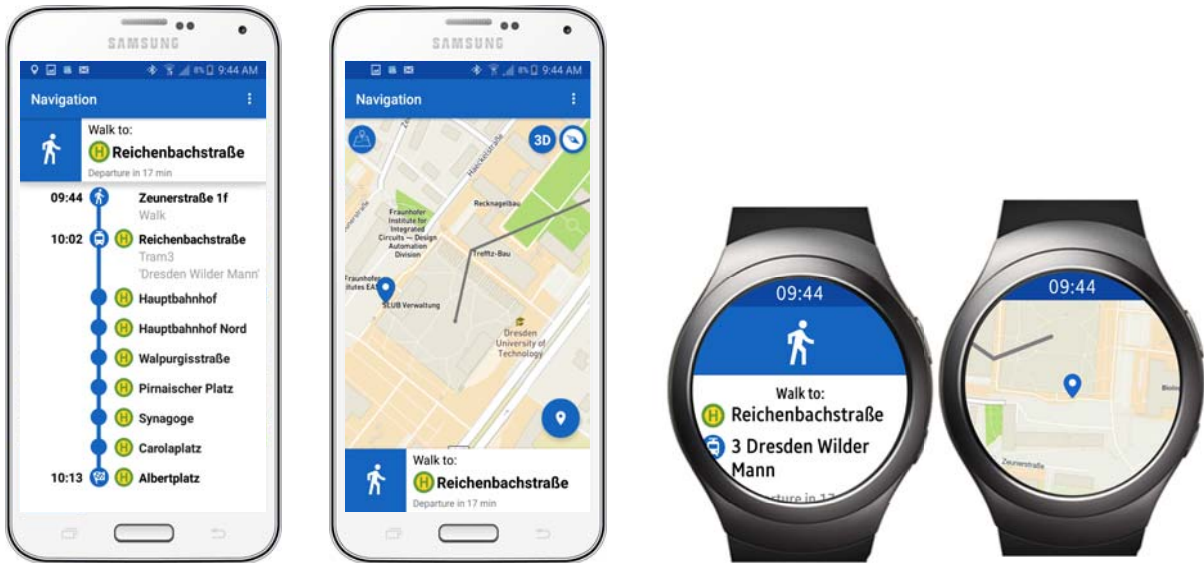 SAMSUNG
8% 9:44 AM
Navigation
Walk to:
H Reichenbachstraße
Departure in 17 min
09:44 Zeunerstraße 1f
Walk
10:02 H Reichenbachstraße
Tram3
'Dresden Wilder Mann'
H Hauptbahnhof
H Hauptbahnhof Nord
H Walpurgisstraße
H Pirnaischer Platz
H Synagoge
H Carolaplatz
10:13 H Albertplatz
SAMSUNG
8% 9:44 AM
Navigation
3D
Haeckelstraße
Recknagelbau
Fraunhofer
Institute for
Integrated
Circuits — Design
Automation
Division
Trefftz-Bau
Fraunhofer
SLUB Verwaltung
Dresden
University of
Technology
Walk to:
H Reichenbachstraße
Departure in 17 min
09:44
Walk to:
H Reichenbachstraße
3 Dresden Wilder
Mann
09:44
Zeunerstraße